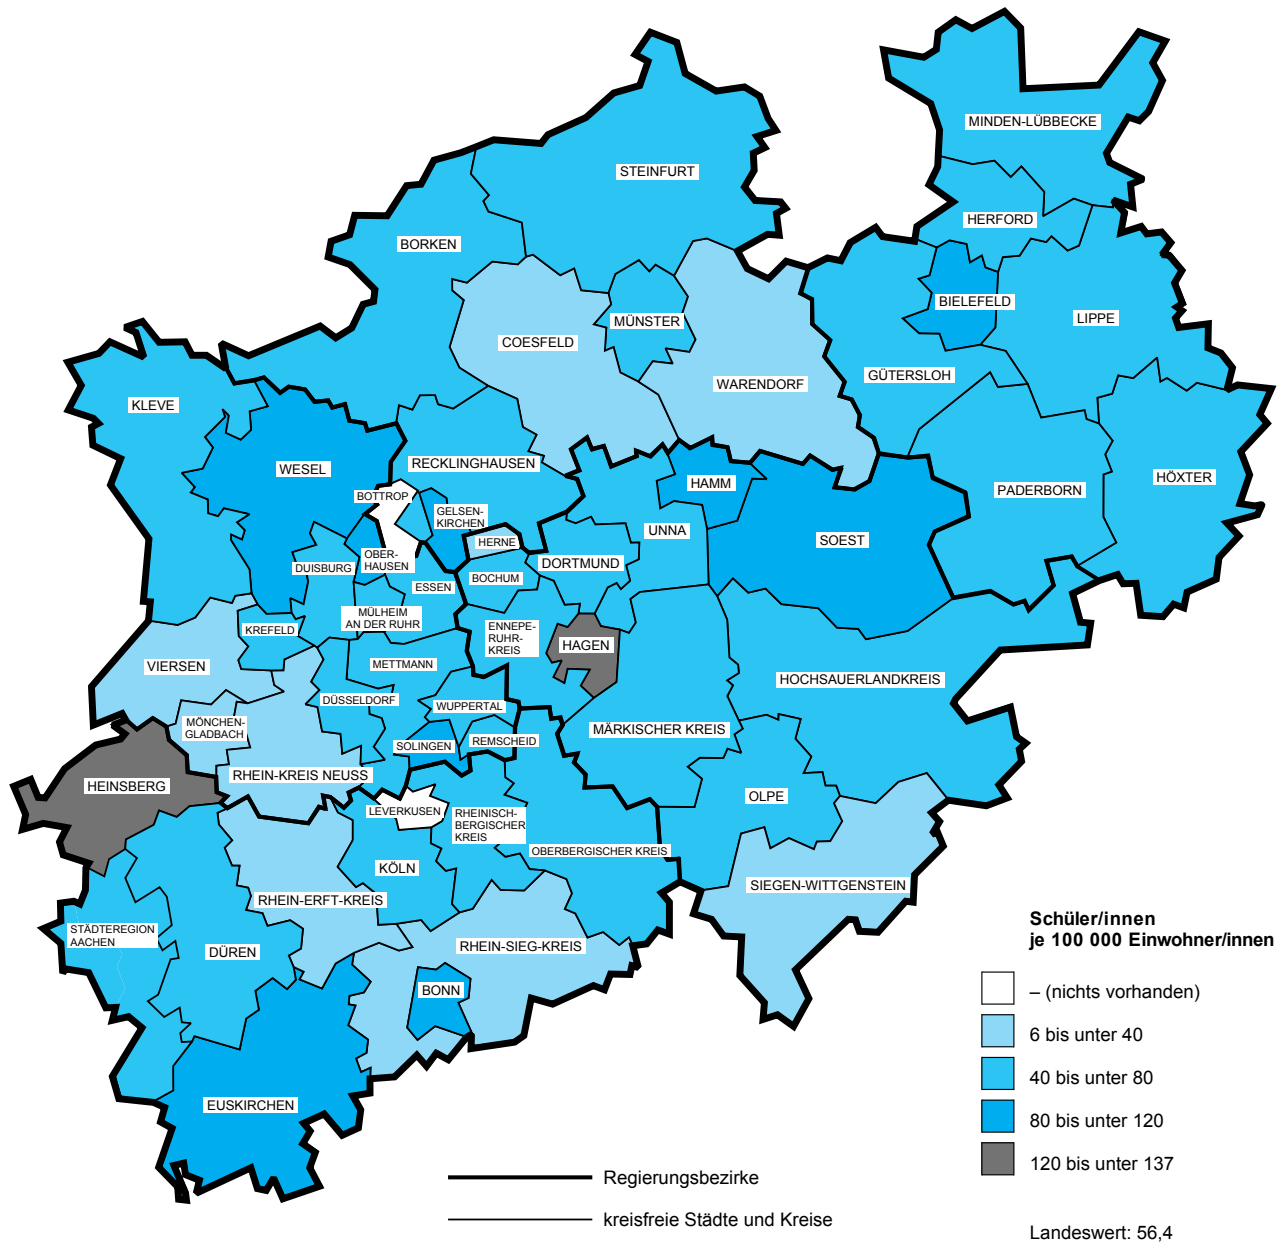 MINDEN-LÜBBECKE
STEINFURT
HERFORD
BORKEN
BIELEFELD
LIPPE
MÜNSTER
COESFELD
GÜTERSLOH
WARENDORF
KLEVE
RECKLINGHAUSEN
WESEL
HAMM
HÖXTER
PADERBORN
BOTTROP
GELSEN-
KIRCHEN
UNNA
SOEST
HERNE
OBER-
HAUSEN
DORTMUND
DUISBURG
BOCHUM
ESSEN
MÜLHEIM
AN DER RUHR
KREFELD
ENNEPE-
RUHR-
KREIS
HAGEN
VIERSEN
METTMANN
HOCHSAUERLANDKREIS
DÜSSELDORF
WUPPERTAL
MÖNCHEN-
GLADBACH
MÄRKISCHER KREIS
SOLINGEN
REMSCHEID
RHEIN-KREIS NEUSS
HEINSBERG
OLPE
LEVERKUSEN
RHEINISCH-
BERGISCHER
KREIS
OBERBERGISCHER KREIS
KÖLN
SIEGEN-WITTGENSTEIN
RHEIN-ERFT-KREIS
STÄDTEREGION
AACHEN
DÜREN
RHEIN-SIEG-KREIS
BONN
EUSKIRCHEN
Schüler/innen
je 100 000 Einwohner/innen
– (nichts vorhanden)
6 bis unter 40
40 bis unter 80
80 bis unter 120
120 bis unter 137
Regierungsbezirke
kreisfreie Städte und Kreise
Landeswert: 56,4